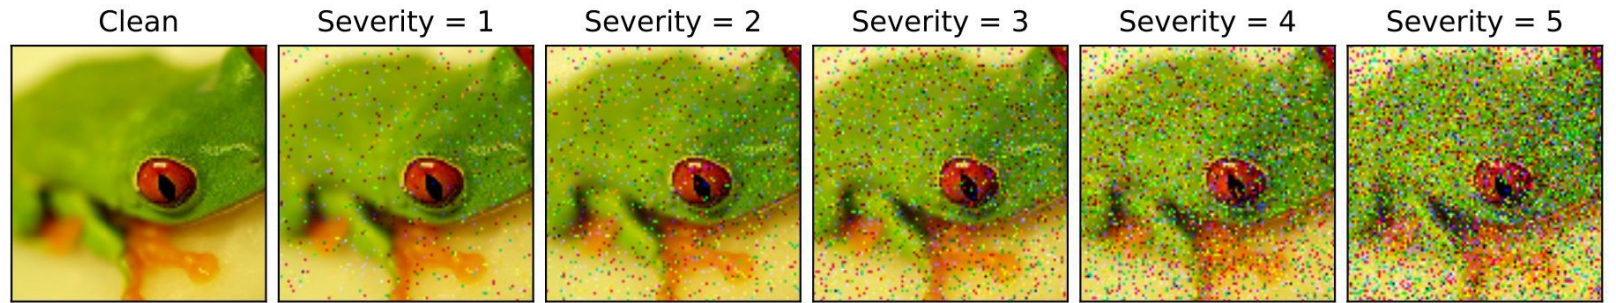 Clean Severity = 1 Severity = 2 Severity = 3 Severity = 4 Severity = 5